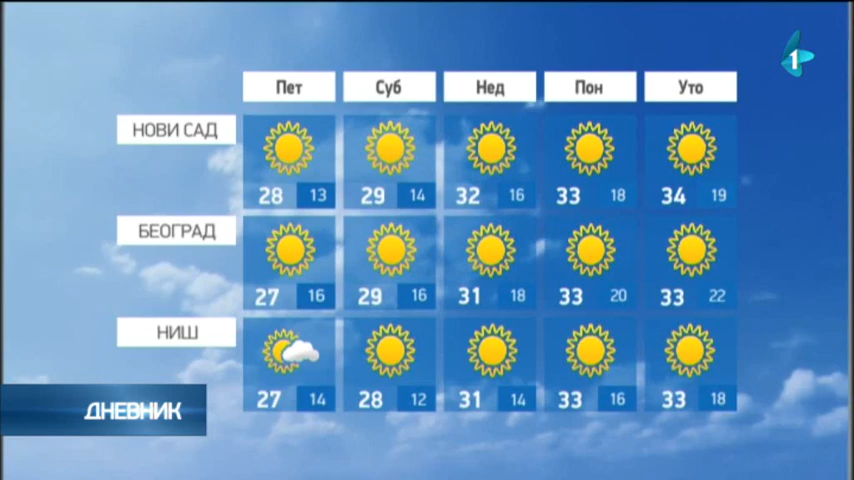 1
Пет Суб Нед Пон Уто
НОВИ САД
28 13 29 14 32 16 33 18 34 19
БЕОГРАД
27 16 29 16 31 18 33 20 33 22
НИШ
27 14 28 12 31 14 33 16 33 18
ДНЕВНИК